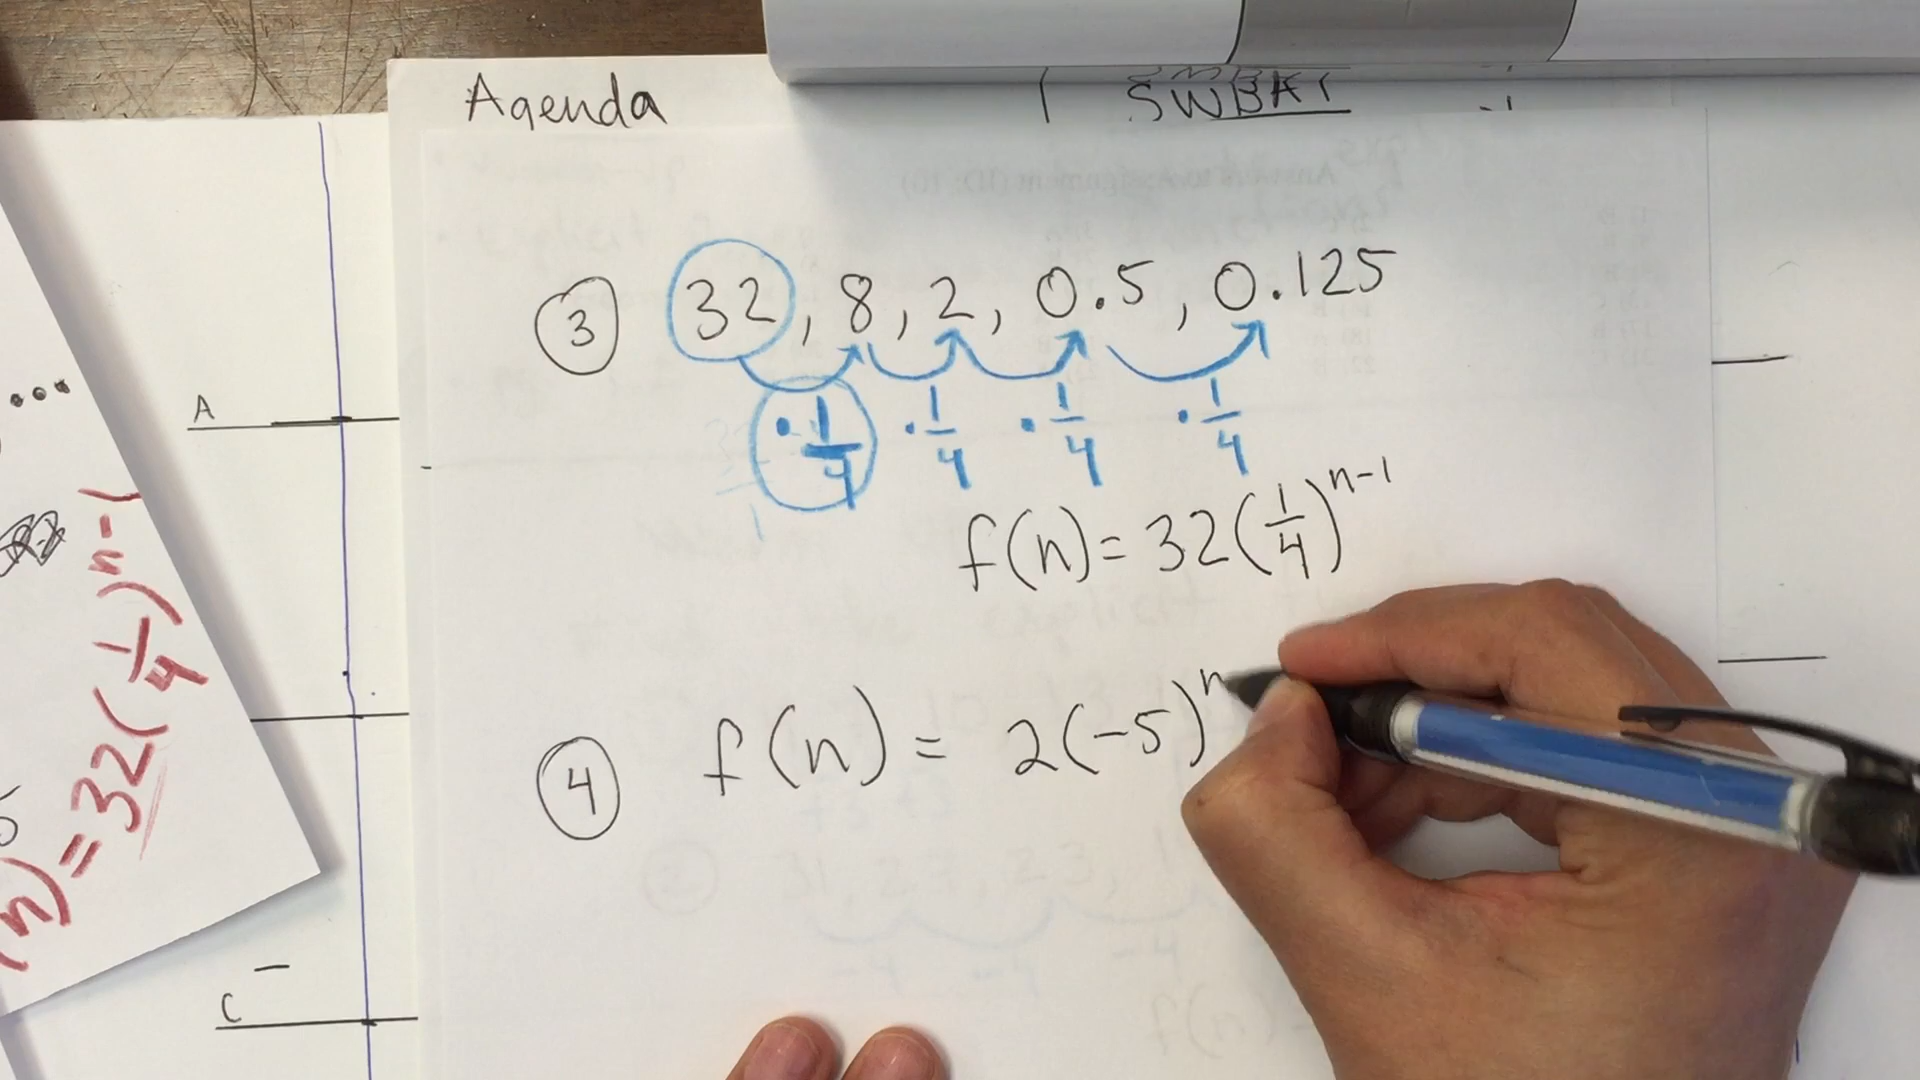 Agenda
SWBAT
③ 32, 8, 2, 0.5, 0.125
·1/4 ·1/4 ·1/4 ·1/4
f(n)=32(1/4)^n-1
④ f(n) = 2(-5)^n
A
C
(n)=32(1/4)^n-1